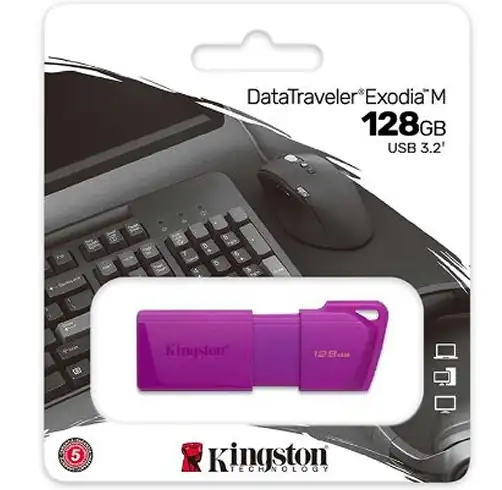 DataTraveler®Exodia™M
128GB
USB 3.2¹
Kingston
128GB
5
Kingston
TECHNOLOGY